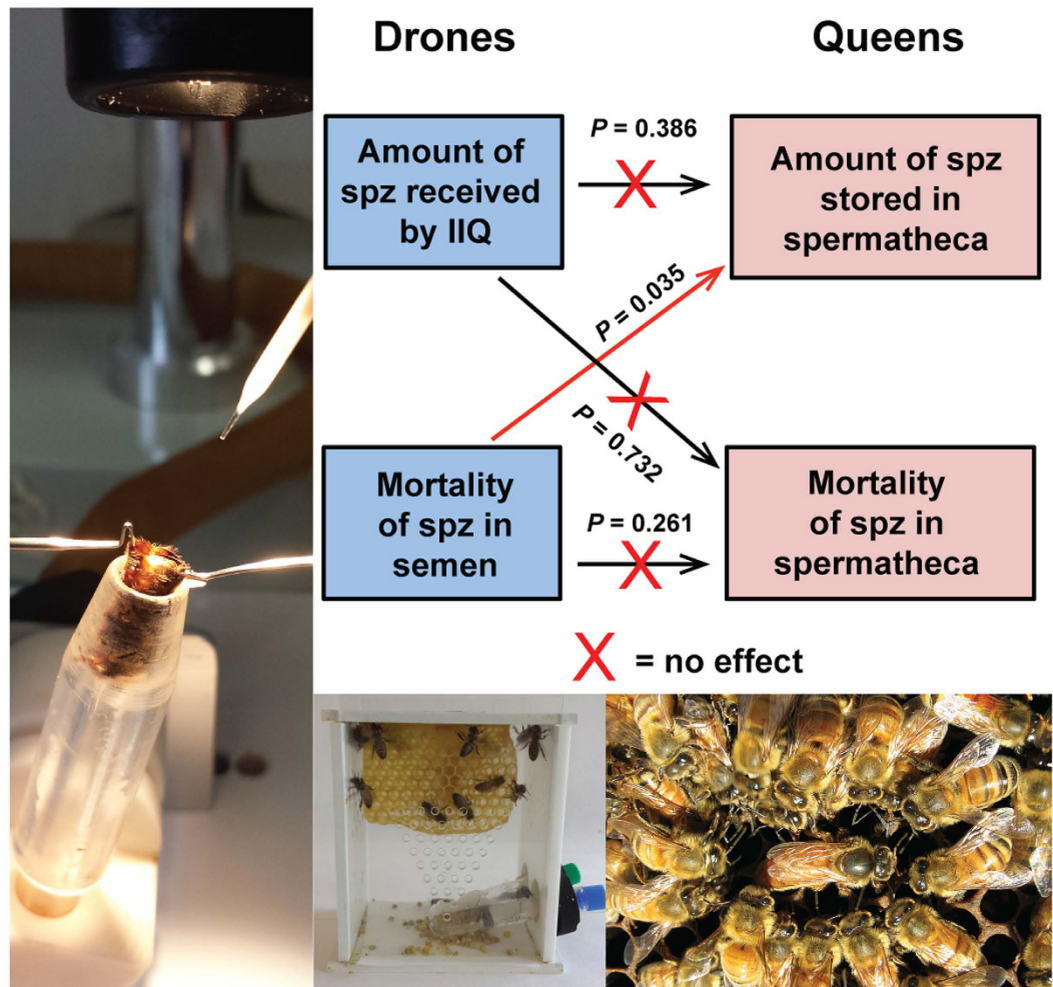 Drones
Queens
Amount of
spz received
by IIQ
P = 0.386
Amount of spz
stored in
spermatheca
P = 0.035
P = 0.732
Mortality
of spz in
semen
P = 0.261
Mortality
of spz in
spermatheca
X = no effect